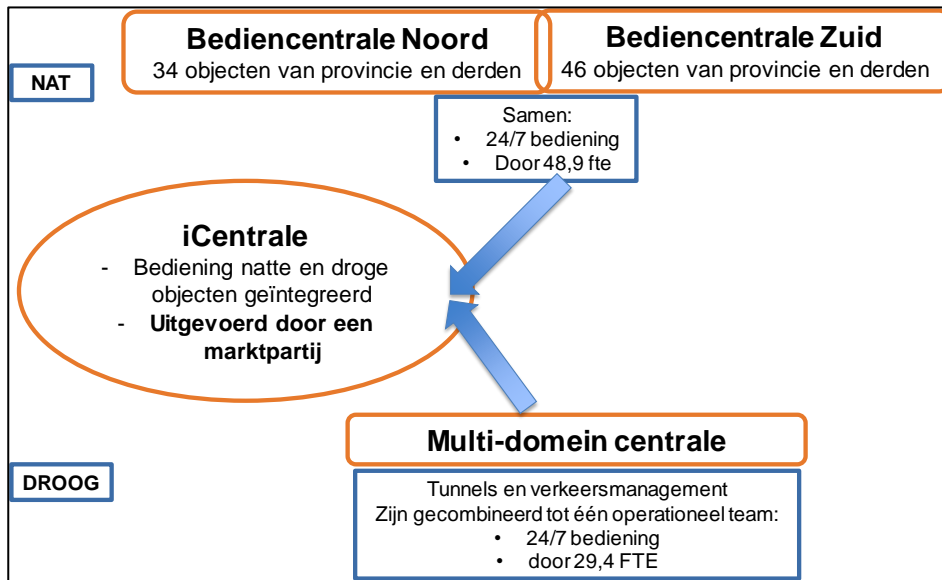 Bediencentrale Noord
34 objecten van provincie en derden
Bediencentrale Zuid
46 objecten van provincie en derden
NAT
Samen:
• 24/7 bediening
• Door 48,9 fte
iCentrale
- Bediening natte en droge
objecten geïntegreerd
- Uitgevoerd door een
marktpartij
Multi-domein centrale
DROOG
Tunnels en verkeersmanagement
Zijn gecombineerd tot één operationeel team:
• 24/7 bediening
• door 29,4 FTE